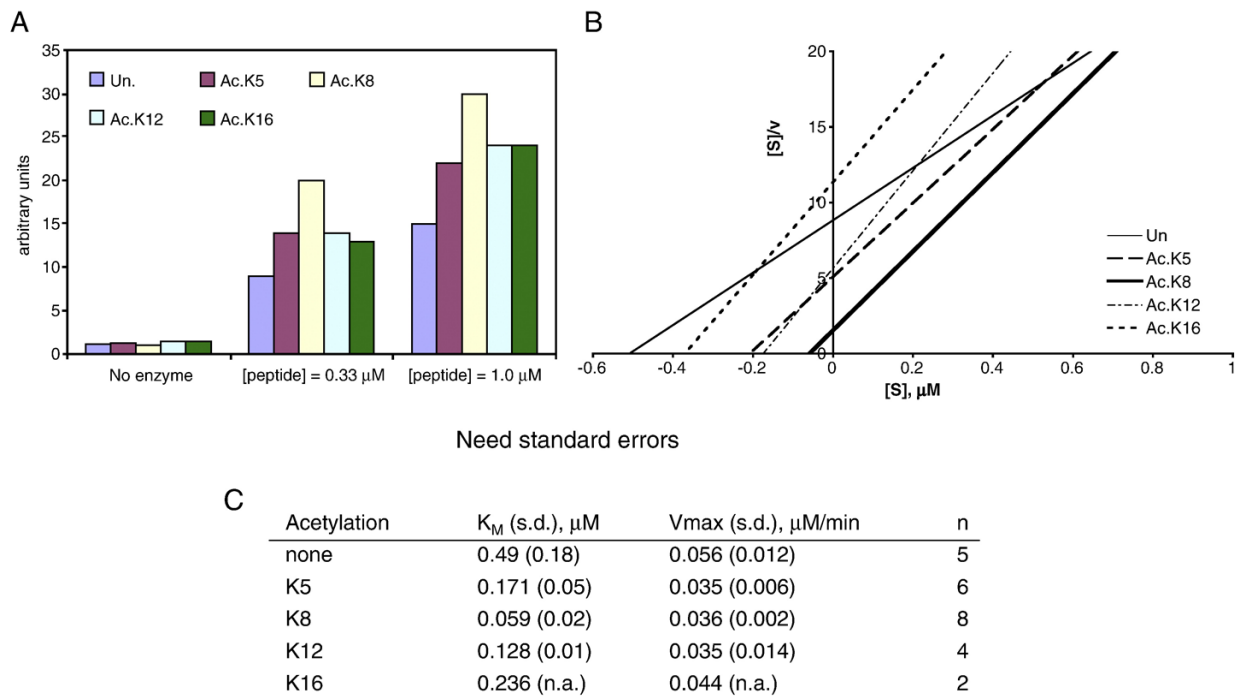 A
35
30
25
20
15
10
5
0
arbitrary units
Un.
Ac.K5
Ac.K8
Ac.K12
Ac.K16
No enzyme
[peptide] = 0.33 μM
[peptide] = 1.0 μM
B
20
15
10
5
0
[S]/v
-0.6
-0.4
-0.2
0
0.2
0.4
0.6
0.8
1
[S], μM
Un
Ac.K5
Ac.K8
Ac.K12
Ac.K16
Need standard errors
C
Acetylation KM (s.d.), μM Vmax (s.d.), μM/min n
none 0.49 (0.18) 0.056 (0.012) 5
K5 0.171 (0.05) 0.035 (0.006) 6
K8 0.059 (0.02) 0.036 (0.002) 8
K12 0.128 (0.01) 0.035 (0.014) 4
K16 0.236 (n.a.) 0.044 (n.a.) 2